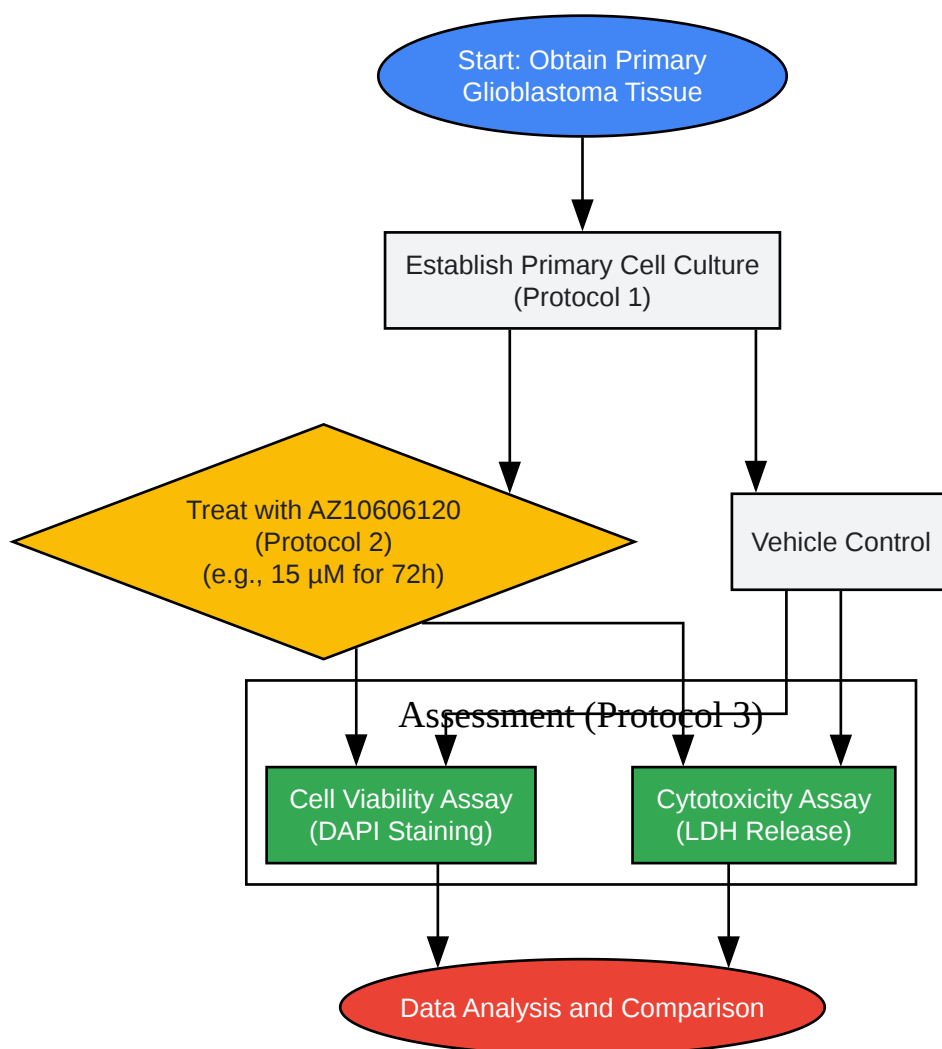 Start: Obtain Primary
Glioblastoma Tissue
Establish Primary Cell Culture
(Protocol 1)
Treat with AZ10606120
(Protocol 2)
(e.g., 15 µM for 72h)
Vehicle Control
Assessment (Protocol 3)
Cell Viability Assay
(DAPI Staining)
Cytotoxicity Assay
(LDH Release)
Data Analysis and Comparison